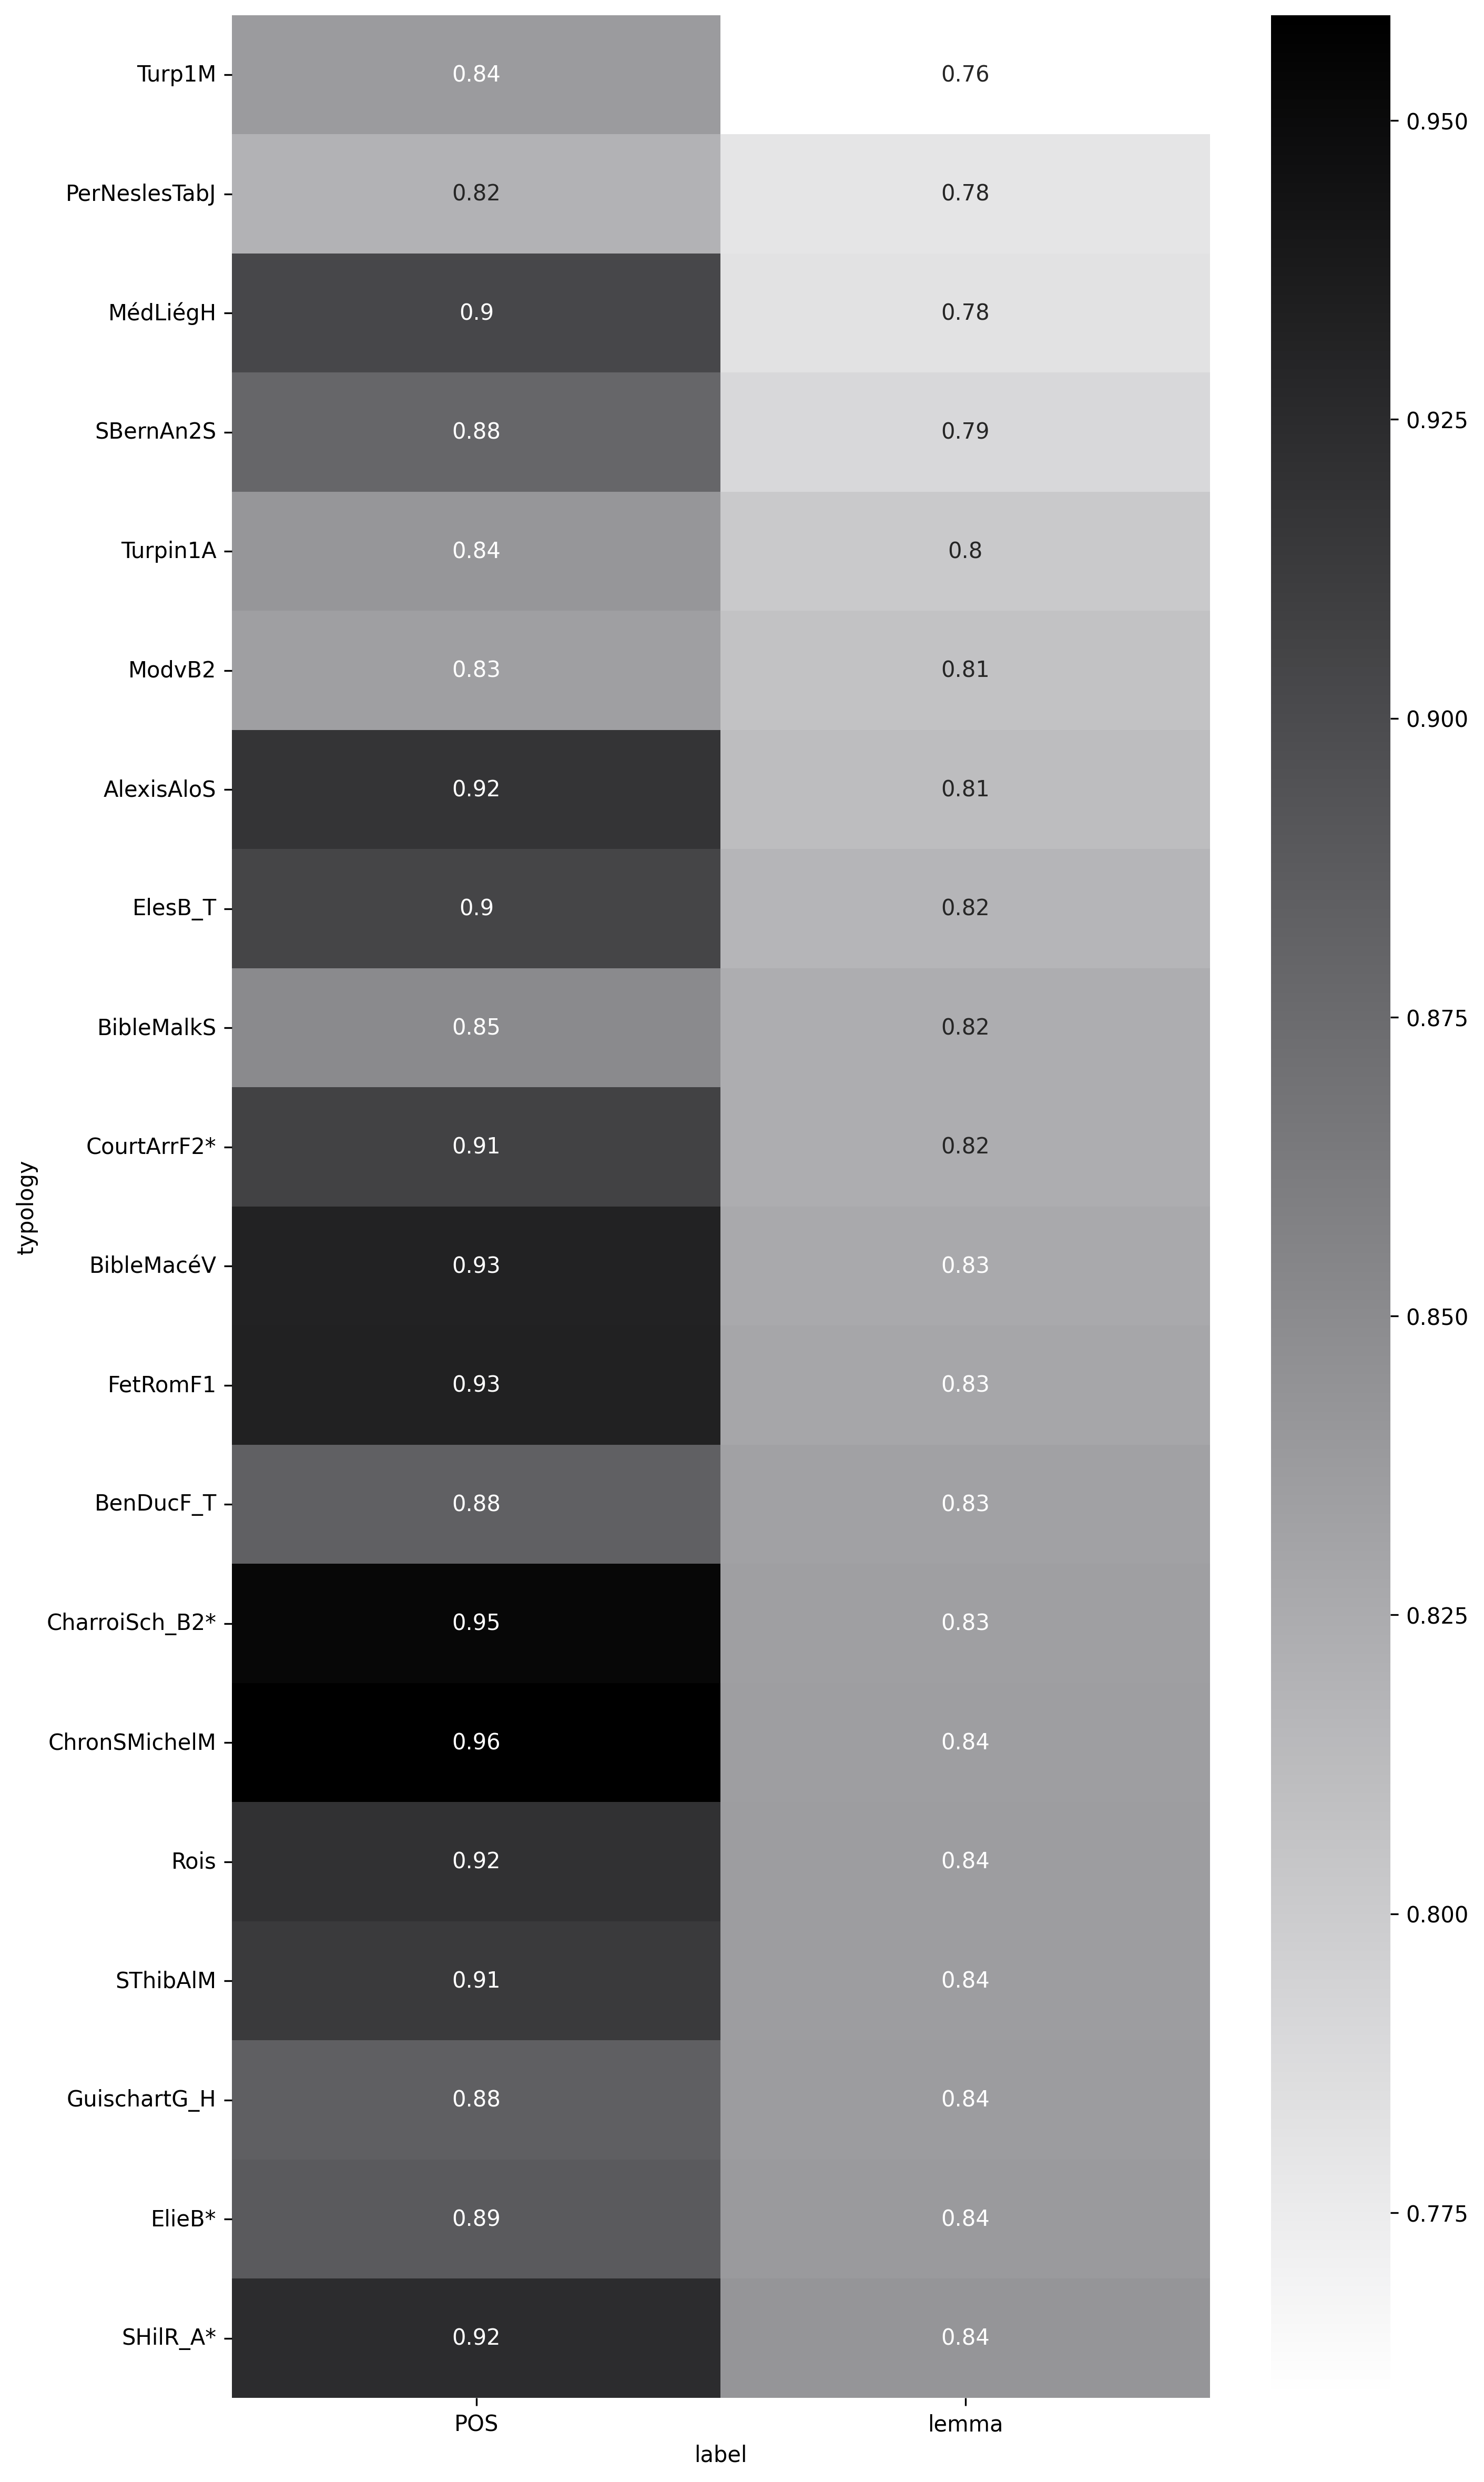 Turp1M 0.84 0.76
PerNeslesTabJ 0.82 0.78
MédLiégH 0.9 0.78
SBernAn2S 0.88 0.79
Turpin1A 0.84 0.8
ModvB2 0.83 0.81
AlexisAloS 0.92 0.81
ElesB_T 0.9 0.82
BibleMalkS 0.85 0.82
CourtArrF2* 0.91 0.82
BibleMacéV 0.93 0.83
FetRomF1 0.93 0.83
BenDucF_T 0.88 0.83
CharroiSch_B2* 0.95 0.83
ChronSMichelM 0.96 0.84
Rois 0.92 0.84
SThibAlM 0.91 0.84
GuischartG_H 0.88 0.84
ElieB* 0.89 0.84
SHilR_A* 0.92 0.84
typology
POS lemma
label
0.950
0.925
0.900
0.875
0.850
0.825
0.800
0.775